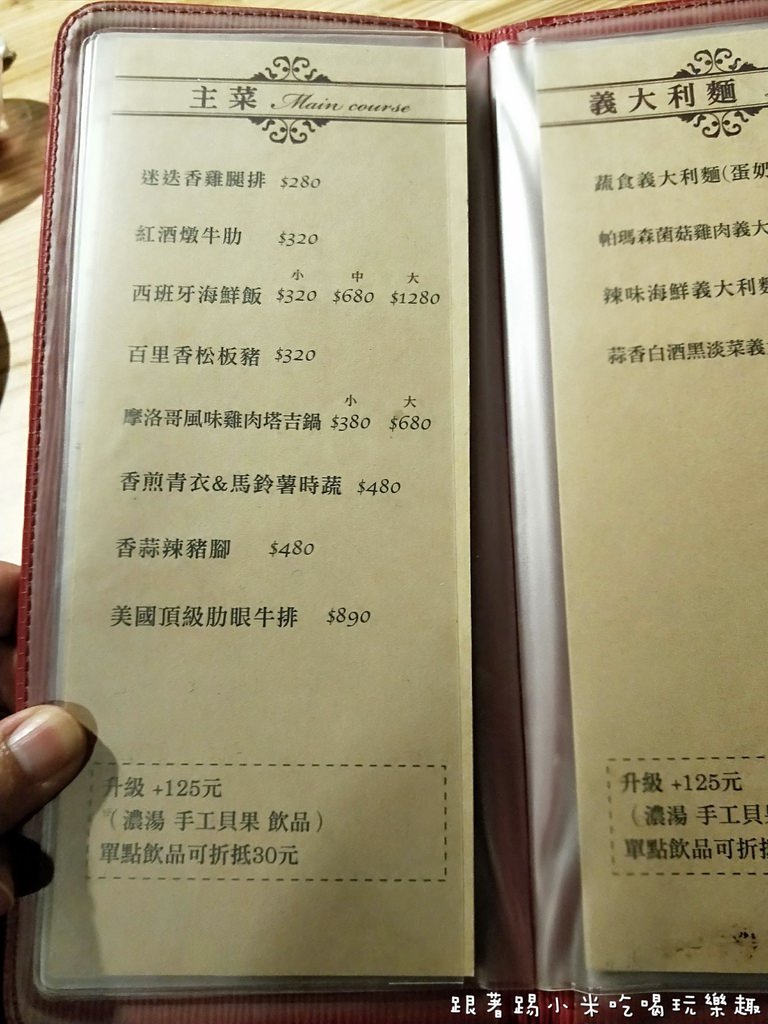 主菜 Main course
迷迭香雞腿排 $280
紅酒燉牛肋 $320
小 中 大
西班牙海鮮飯 $320 $680 $1280
百里香松板豬 $320
小 大
摩洛哥風味雞肉塔吉鍋 $380 $680
香煎青衣&馬鈴薯時蔬 $480
香蒜辣豬腳 $480
美國頂級肋眼牛排 $890
升級 +125元
(濃湯 手工貝果 飲品)
單點飲品可折抵30元
義大利麵
蔬食義大利麵(蛋奶
帕瑪森菌菇雞肉義大
辣味海鮮義大利麵
蒜香白酒黑淡菜義
升級 +125元
(濃湯 手工貝
單點飲品可折
跟著踢小米吃喝玩樂趣